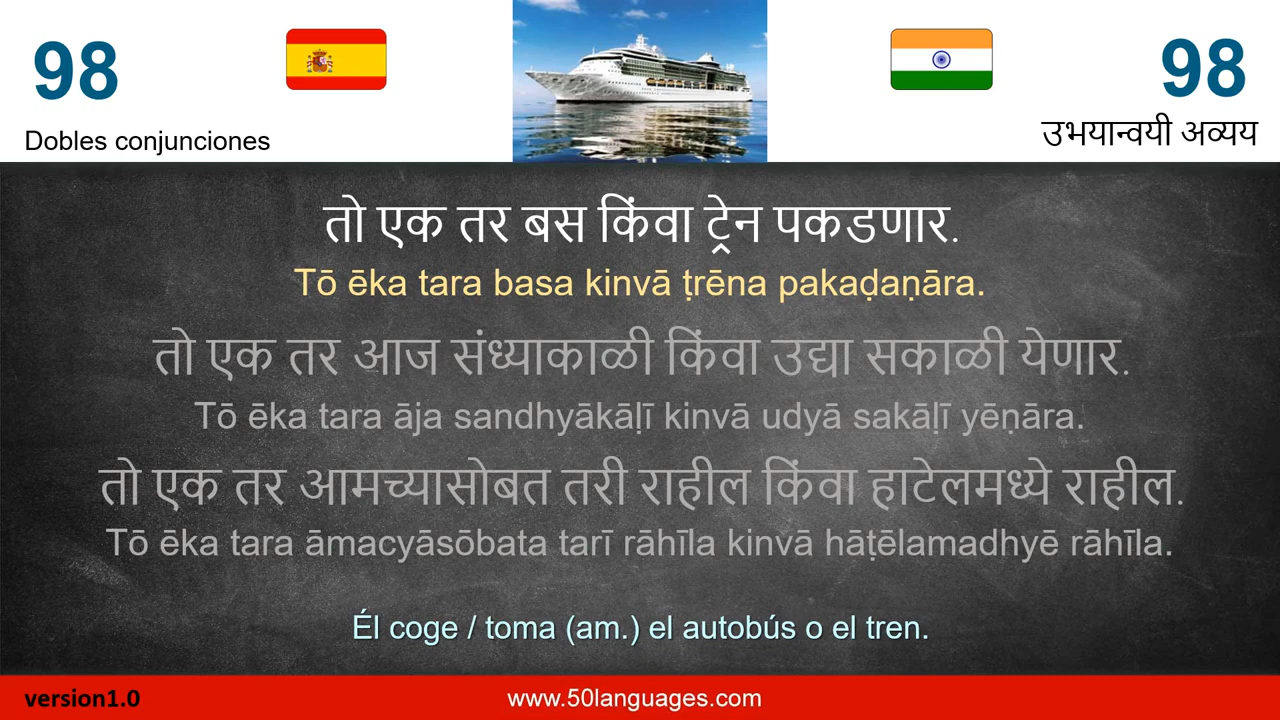 98
98
Dobles conjunciones
उभयान्वयी अव्यय
तो एक तर बस किंवा ट्रेन पकडणार.
Tō ēka tara basa kinvā ṭrēna pakaḍaṇāra.
तो एक तर आज संध्याकाळी किंवा उद्या सकाळी येणार.
Tō ēka tara āja sandhyākāḷī kinvā udyā sakāḷī yēṇāra.
तो एक तर आमच्यासोबत तरी राहील किंवा हाटेलमध्ये राहील.
Tō ēka tara āmacyāsōbata tarī rāhīla kinvā hāṭēlamadhyē rāhīla.
Él coge / toma (am.) el autobús o el tren.
version1.0
www.50languages.com